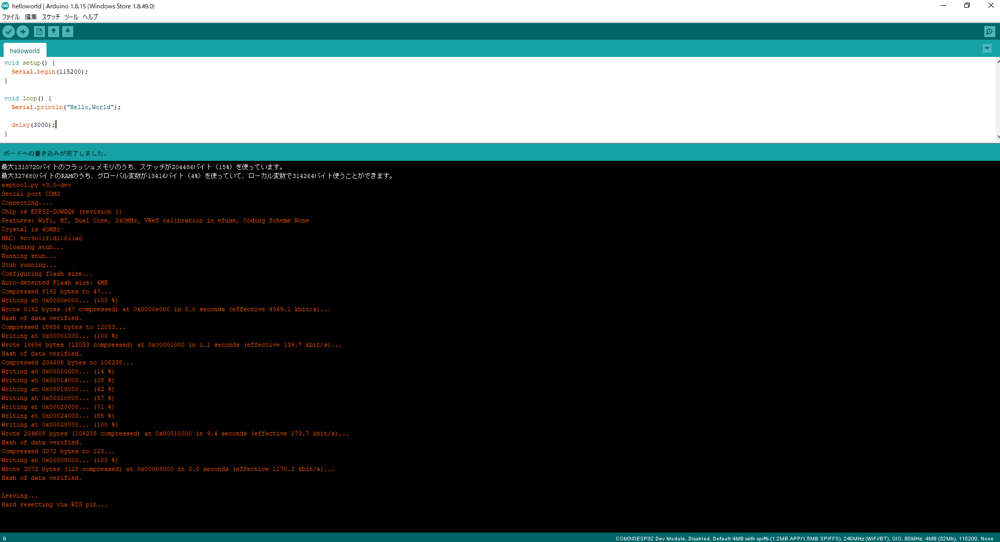 helloworld | Arduino 1.8.15 (Windows Store 1.8.49.0)
ファイル 編集 スケッチ ツール ヘルプ
helloworld
void setup() {
Serial.begin(115200);
}
void loop() {
Serial.println("Hello,World");
delay(3000);
}
ボードへの書き込みが完了しました。
最大1310720バイトのフラッシュメモリのうち、スケッチが204486バイト（15%）を使っています。
最大327680バイトのRAMのうち、グローバル変数が13416バイト（4%）を使っていて、ローカル変数で314264バイト使うことができます。
esptool.py v3.0-dev
Serial port COM3
Connecting....
Chip is ESP32-D0WDQ6 (revision 1)
Features: WiFi, BT, Dual Core, 240MHz, VRef calibration in efuse, Coding Scheme None
Crystal is 40MHz
MAC: 9c:9c:1f:d1:61:ac
Uploading stub...
Running stub...
Stub running...
Configuring flash size...
Auto-detected Flash size: 4MB
Compressed 8192 bytes to 47...
Writing at 0x0000e000... (100 %)
Wrote 8192 bytes (47 compressed) at 0x0000e000 in 0.0 seconds (effective 4369.1 kbit/s)...
Hash of data verified.
Compressed 18656 bytes to 12053...
Writing at 0x00001000... (100 %)
Wrote 18656 bytes (12053 compressed) at 0x00001000 in 1.1 seconds (effective 139.7 kbit/s)...
Hash of data verified.
Compressed 204608 bytes to 106238...
Writing at 0x00010000... (14 %)
Writing at 0x00014000... (28 %)
Writing at 0x00018000... (42 %)
Writing at 0x0001c000... (57 %)
Writing at 0x00020000... (71 %)
Writing at 0x00024000... (85 %)
Writing at 0x00028000... (100 %)
Wrote 204608 bytes (106238 compressed) at 0x00010000 in 9.4 seconds (effective 173.7 kbit/s)...
Hash of data verified.
Compressed 3072 bytes to 128...
Writing at 0x00008000... (100 %)
Wrote 3072 bytes (128 compressed) at 0x00008000 in 0.0 seconds (effective 1170.3 kbit/s)...
Hash of data verified.
Leaving...
Hard resetting via RTS pin...
8
COM3のESP32 Dev Module, Disabled, Default 4MB with spiffs (1.2MB APP/1.5MB SPIFFS), 240MHz (WiFi/BT), QIO, 80MHz, 4MB (32Mb), 115200, None